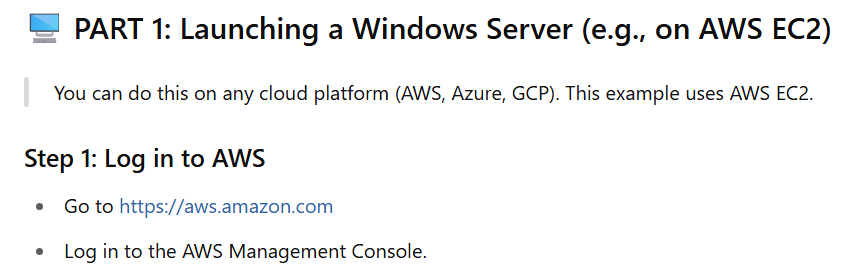 PART 1: Launching a Windows Server (e.g., on AWS EC2)
You can do this on any cloud platform (AWS, Azure, GCP). This example uses AWS EC2.
Step 1: Log in to AWS
Go to https://aws.amazon.com
Log in to the AWS Management Console.